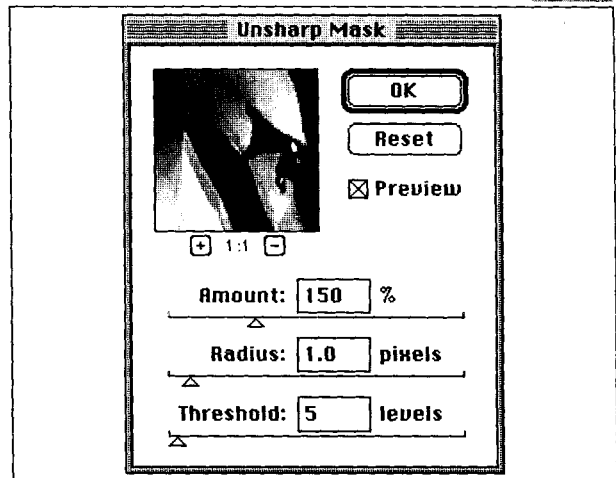 Unsharp Mask
OK
Reset
Preview
+ 1:1 -
Amount: 150 %
Radius: 1.0 pixels
Threshold: 5 levels